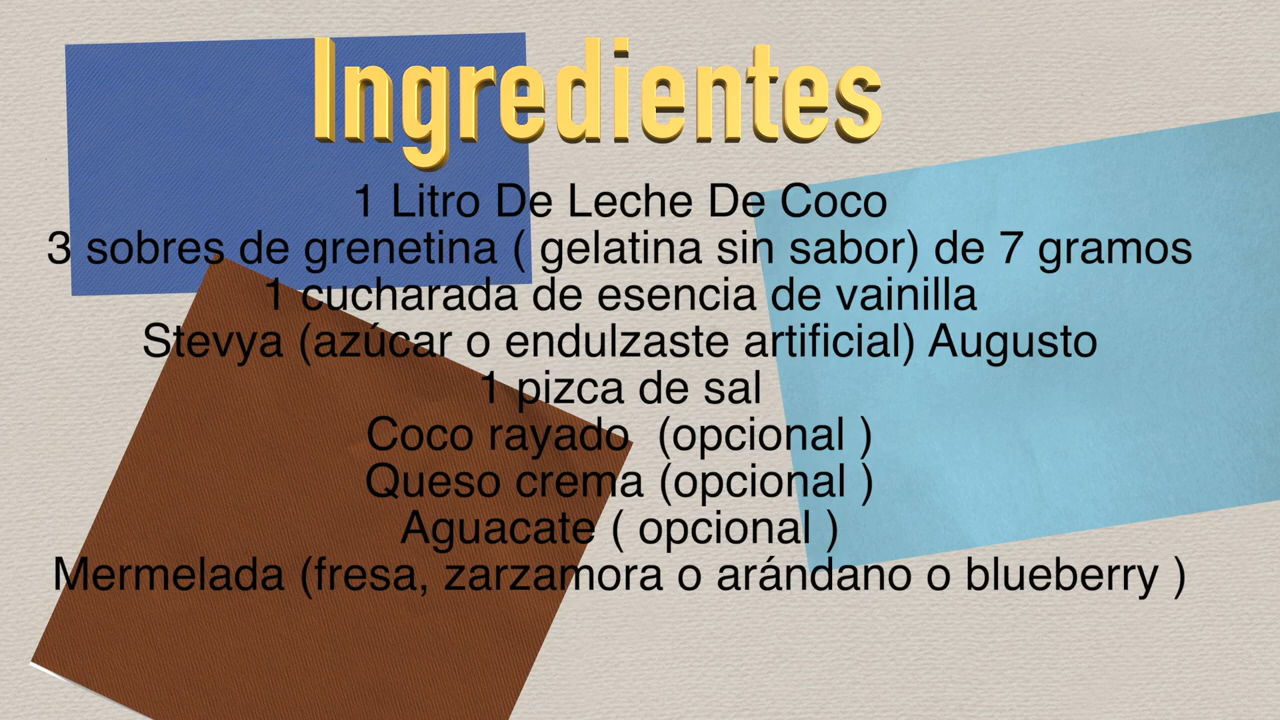 Ingredientes
1 Litro De Leche De Coco
3 sobres de grenetina ( gelatina sin sabor) de 7 gramos
1 cucharada de esencia de vainilla
Stevya (azúcar o endulzaste artificial) Augusto
1 pizca de sal
Coco rayado (opcional )
Queso crema (opcional )
Aguacate ( opcional )
Mermelada (fresa, zarzamora o arándano o blueberry )